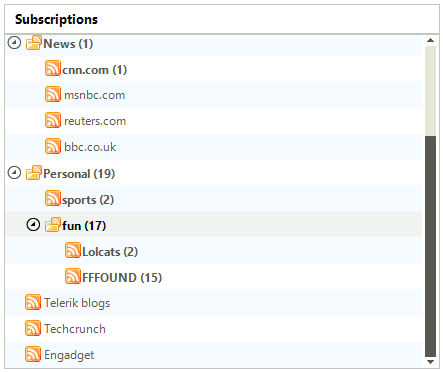 Subscriptions
News (1)
cnn.com (1)
msnbc.com
reuters.com
bbc.co.uk
Personal (19)
sports (2)
fun (17)
Lolcats (2)
FFFOUND (15)
Telerik blogs
Techcrunch
Engadget